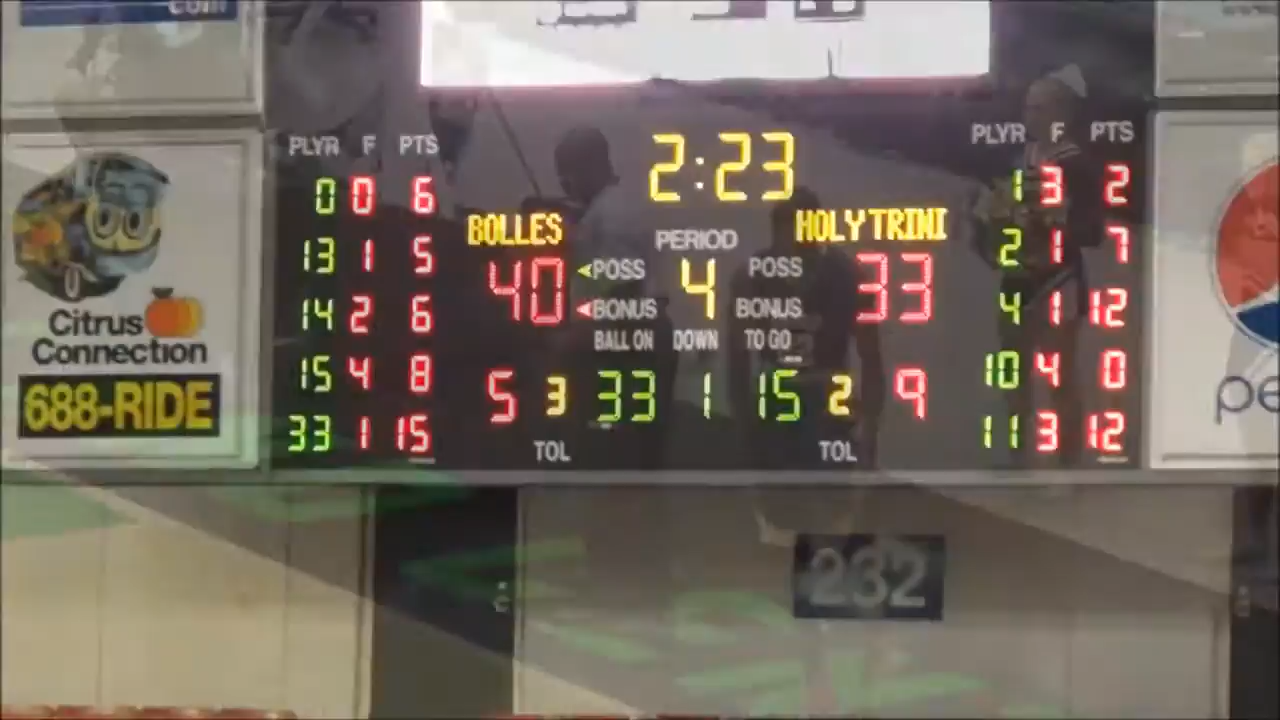 com
PLYR F PTS
0 0 6
13 1 5
14 2 6
15 4 8
33 1 15
2:23
BOLLES
HOLYTRINI
PERIOD
40
POSS
4
POSS
33
BONUS
BONUS
BALL ON DOWN TO GO
5 3 33 1 15 2 9
TOL
TOL
PLYR F PTS
1 3 2
2 1 7
4 1 12
10 4 0
11 3 12
Citrus
Connection
688-RIDE
pe
232